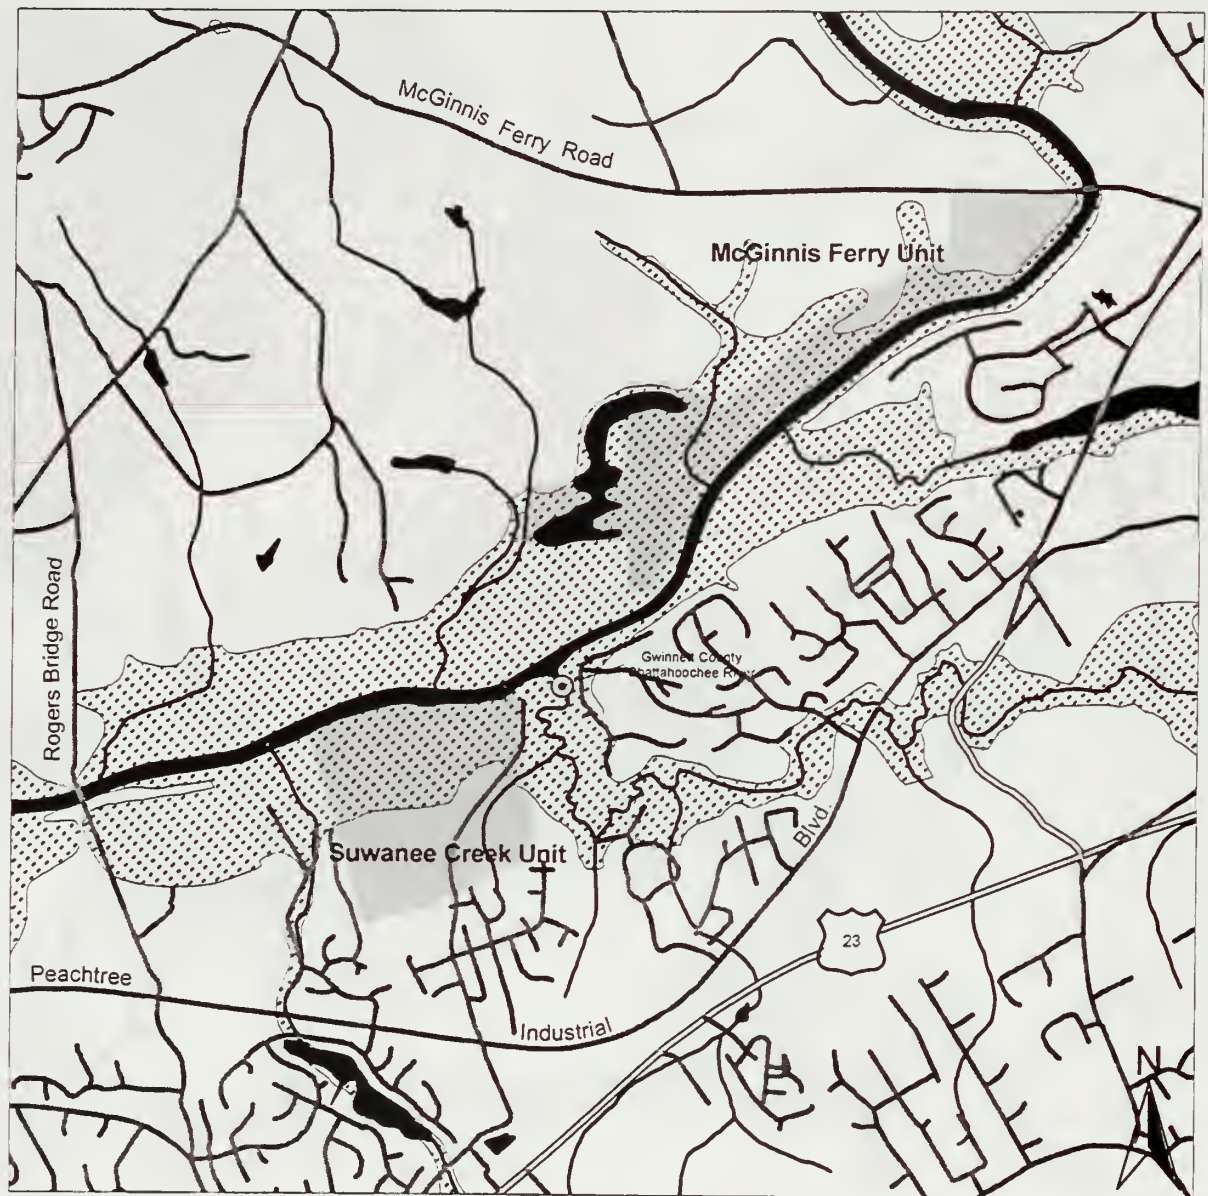 McGinnis Ferry Road
McGinnis Ferry Unit
Rogers Bridge Road
Gwinnett County
Chattahoochee River
Blvd
Suwanee Creek Unit
23
Peachtree
Industrial
N